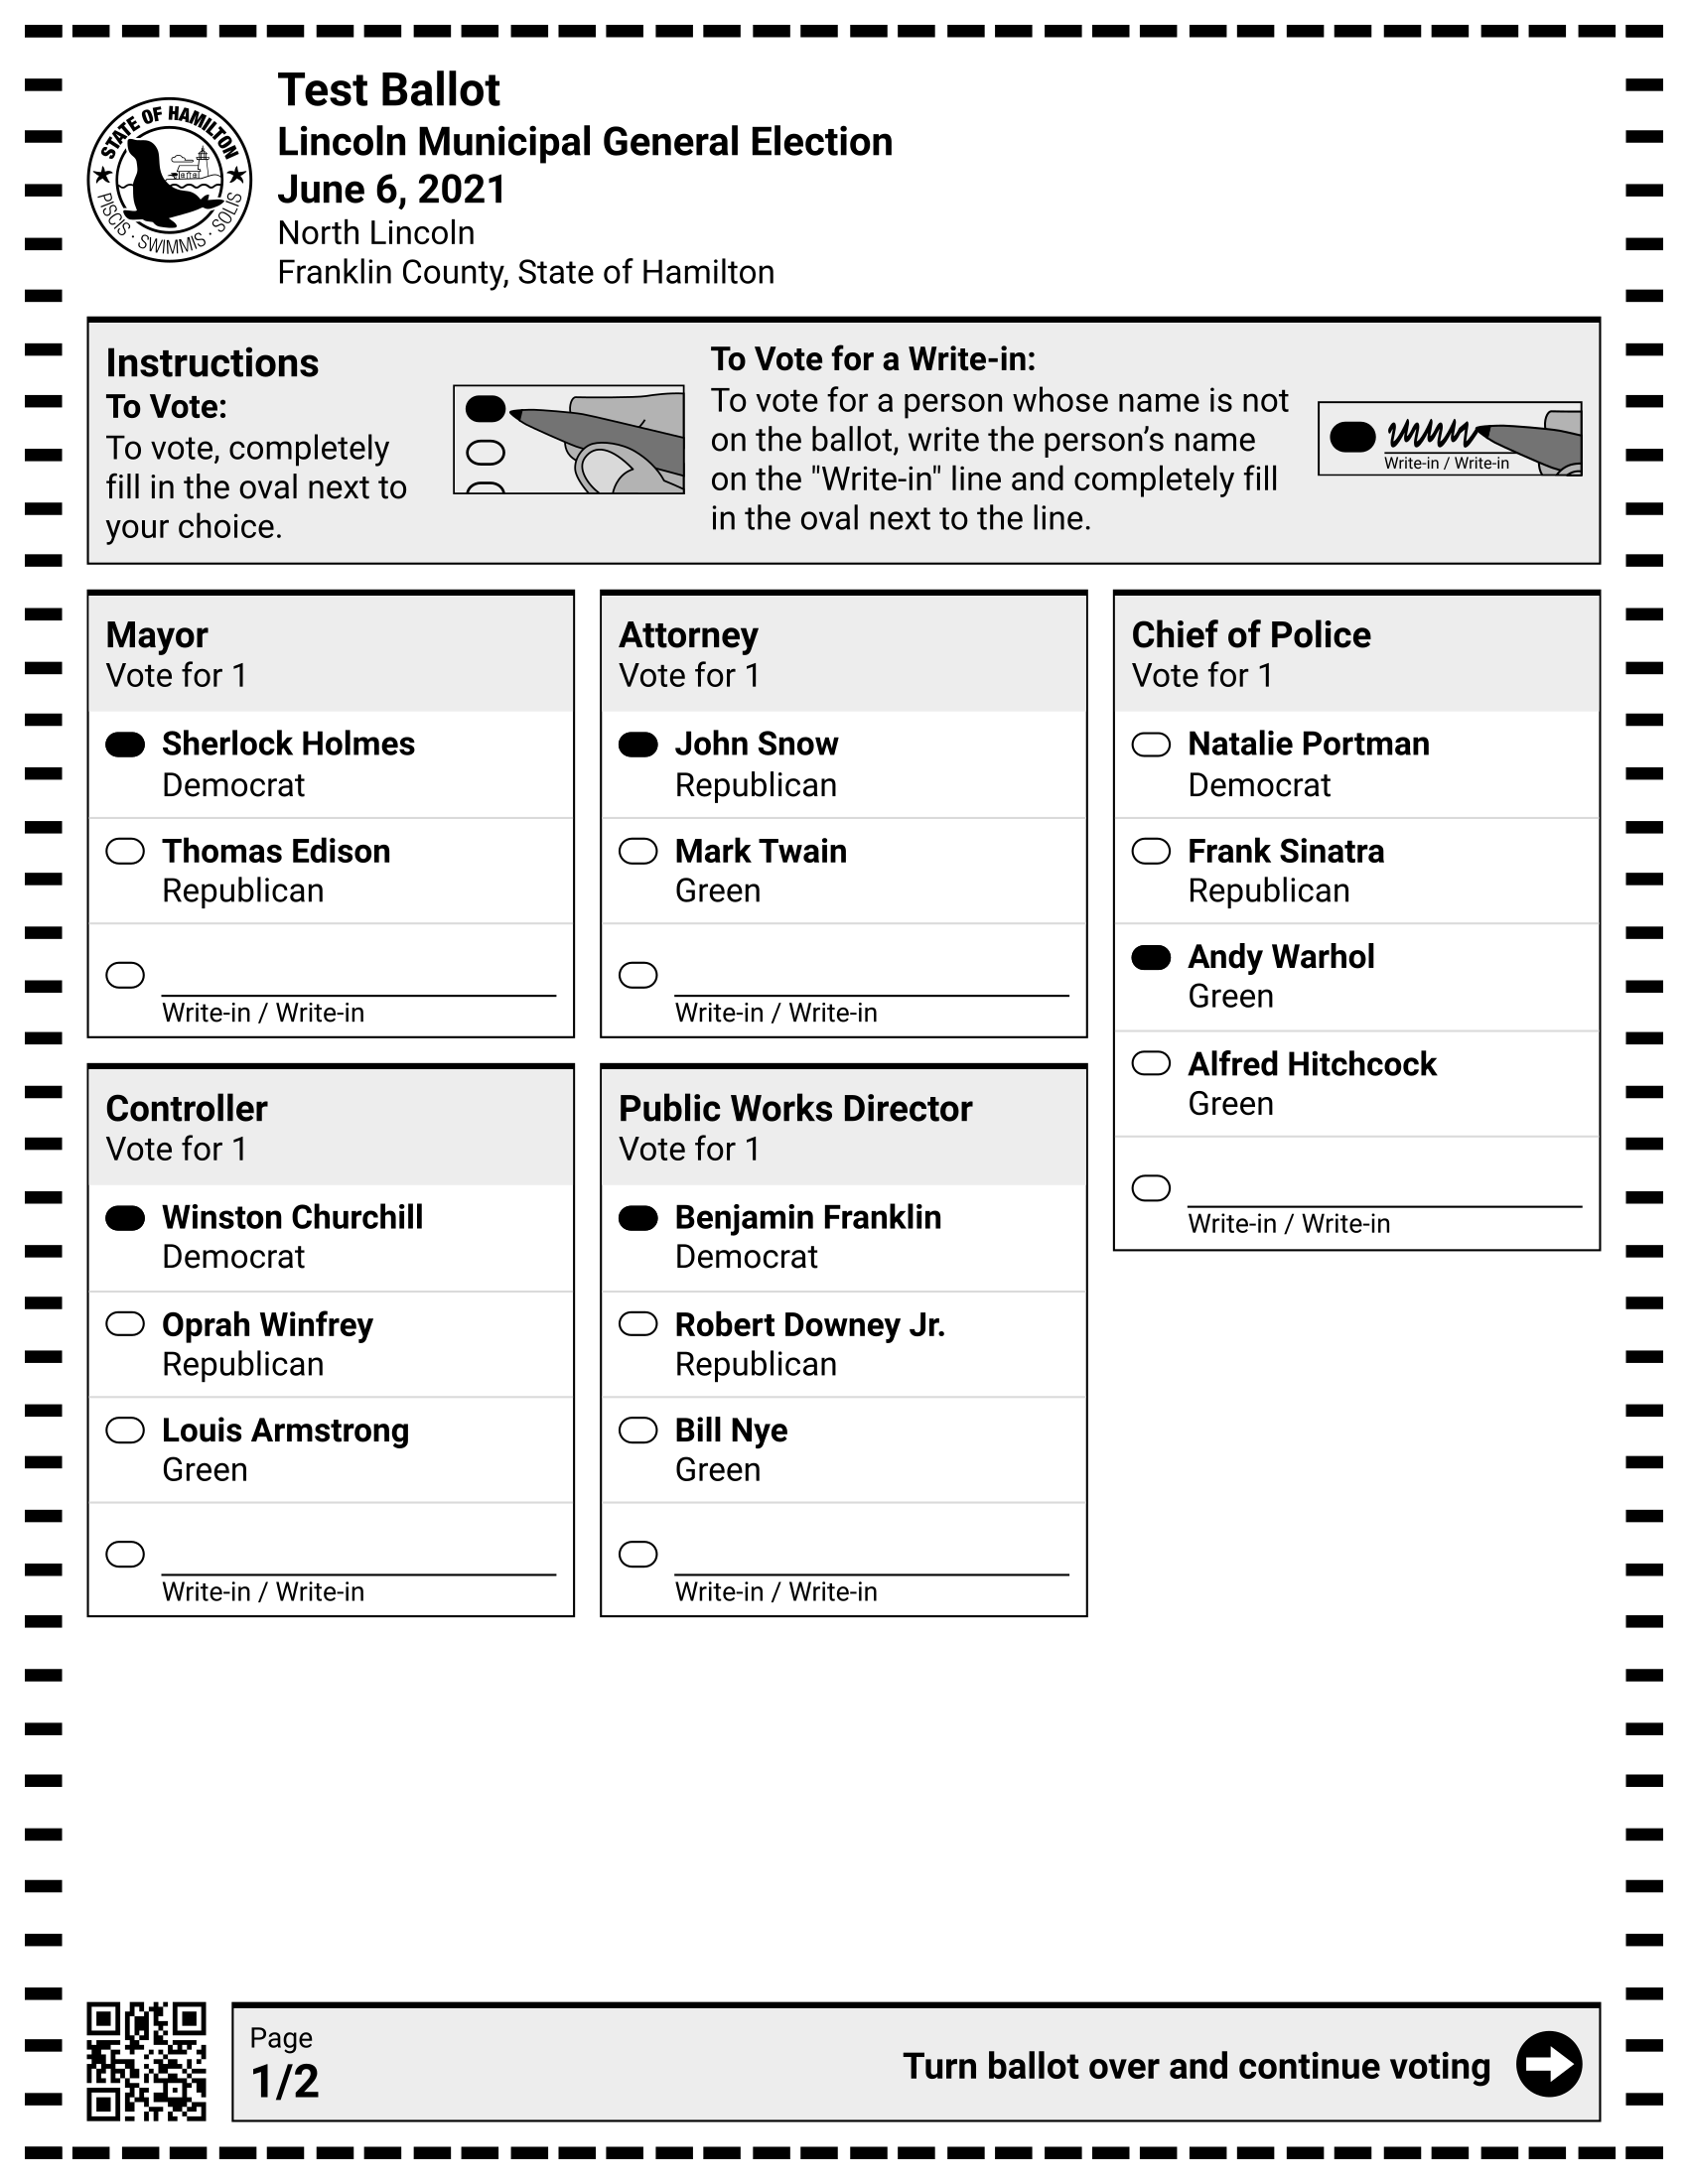 STATE OF HAMILTON
PISCIS · SWIMMIS · SOLIS
Test Ballot
Lincoln Municipal General Election
June 6, 2021
North Lincoln
Franklin County, State of Hamilton
Instructions
To Vote:
To vote, completely
fill in the oval next to
your choice.
To Vote for a Write-in:
To vote for a person whose name is not
on the ballot, write the person’s name
on the "Write-in" line and completely fill
in the oval next to the line.
Write-in / Write-in
Mayor
Vote for 1
Sherlock Holmes
Democrat
Thomas Edison
Republican
Write-in / Write-in
Controller
Vote for 1
Winston Churchill
Democrat
Oprah Winfrey
Republican
Louis Armstrong
Green
Write-in / Write-in
Attorney
Vote for 1
John Snow
Republican
Mark Twain
Green
Write-in / Write-in
Public Works Director
Vote for 1
Benjamin Franklin
Democrat
Robert Downey Jr.
Republican
Bill Nye
Green
Write-in / Write-in
Chief of Police
Vote for 1
Natalie Portman
Democrat
Frank Sinatra
Republican
Andy Warhol
Green
Alfred Hitchcock
Green
Write-in / Write-in
Page
1/2
Turn ballot over and continue voting